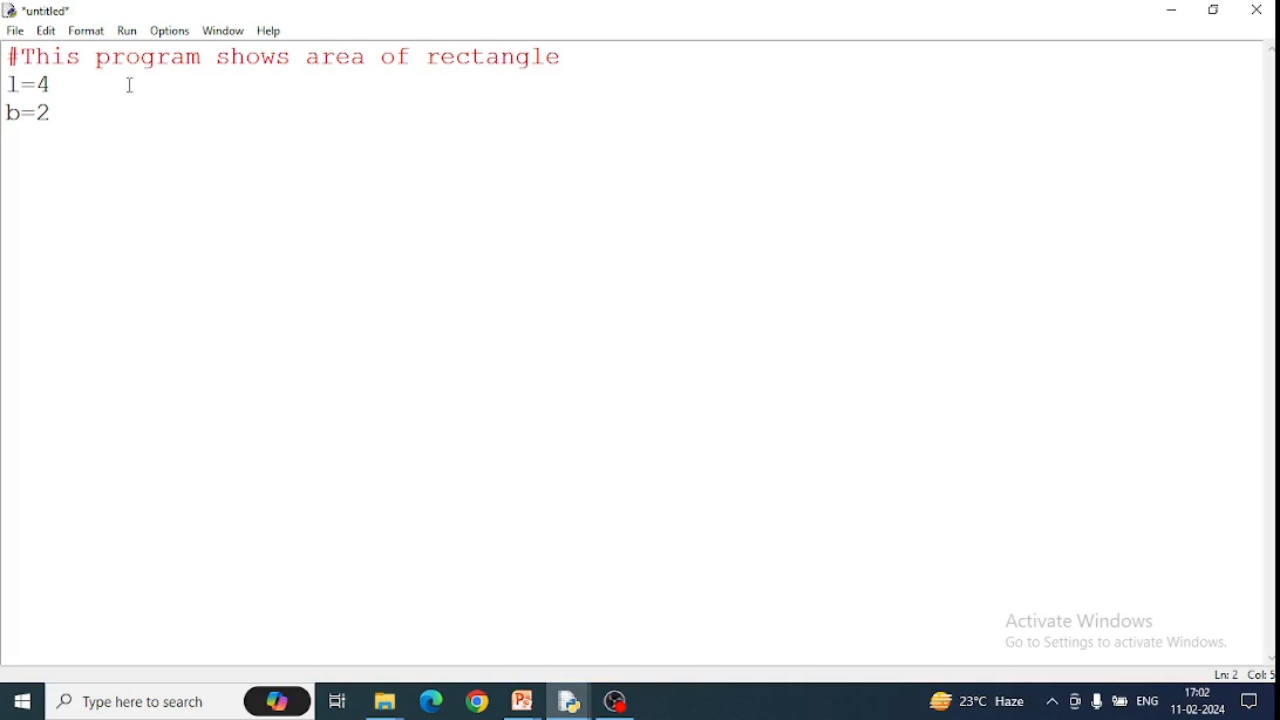 *untitled*
File Edit Format Run Options Window Help
#This program shows area of rectangle
l=4
b=2
Activate Windows
Go to Settings to activate Windows.
Ln: 2 Col: 5
Type here to search
23°C Haze
ENG
17:02
11-02-2024